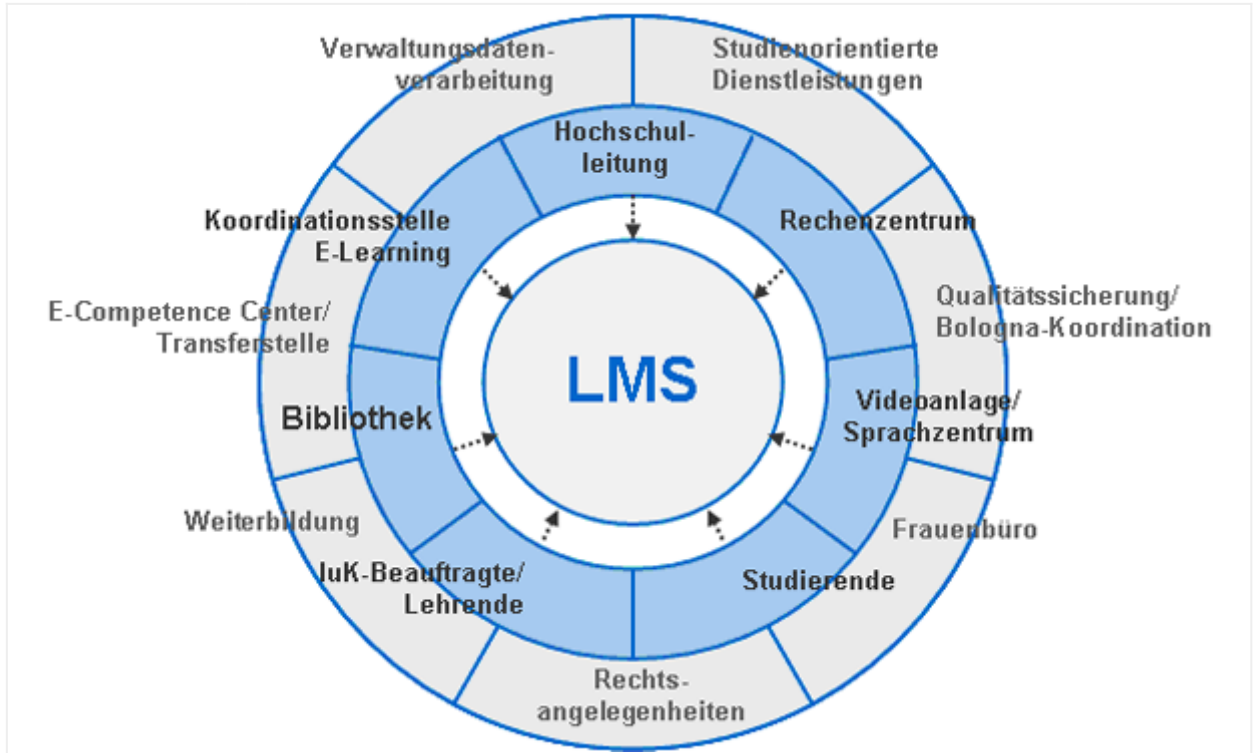 Verwaltungsdaten-
verarbeitung
Studienorientierte
Dienstleistungen
Hochschul-
leitung
Koordinationsstelle
E-Learning
Rechenzentrum
E-Competence Center/
Transferstelle
Qualitätssicherung/
Bologna-Koordination
LMS
Bibliothek
Videoanlage/
Sprachzentrum
Weiterbildung
Frauenbüro
IuK-Beauftragte/
Lehrende
Studierende
Rechts-
angelegenheiten